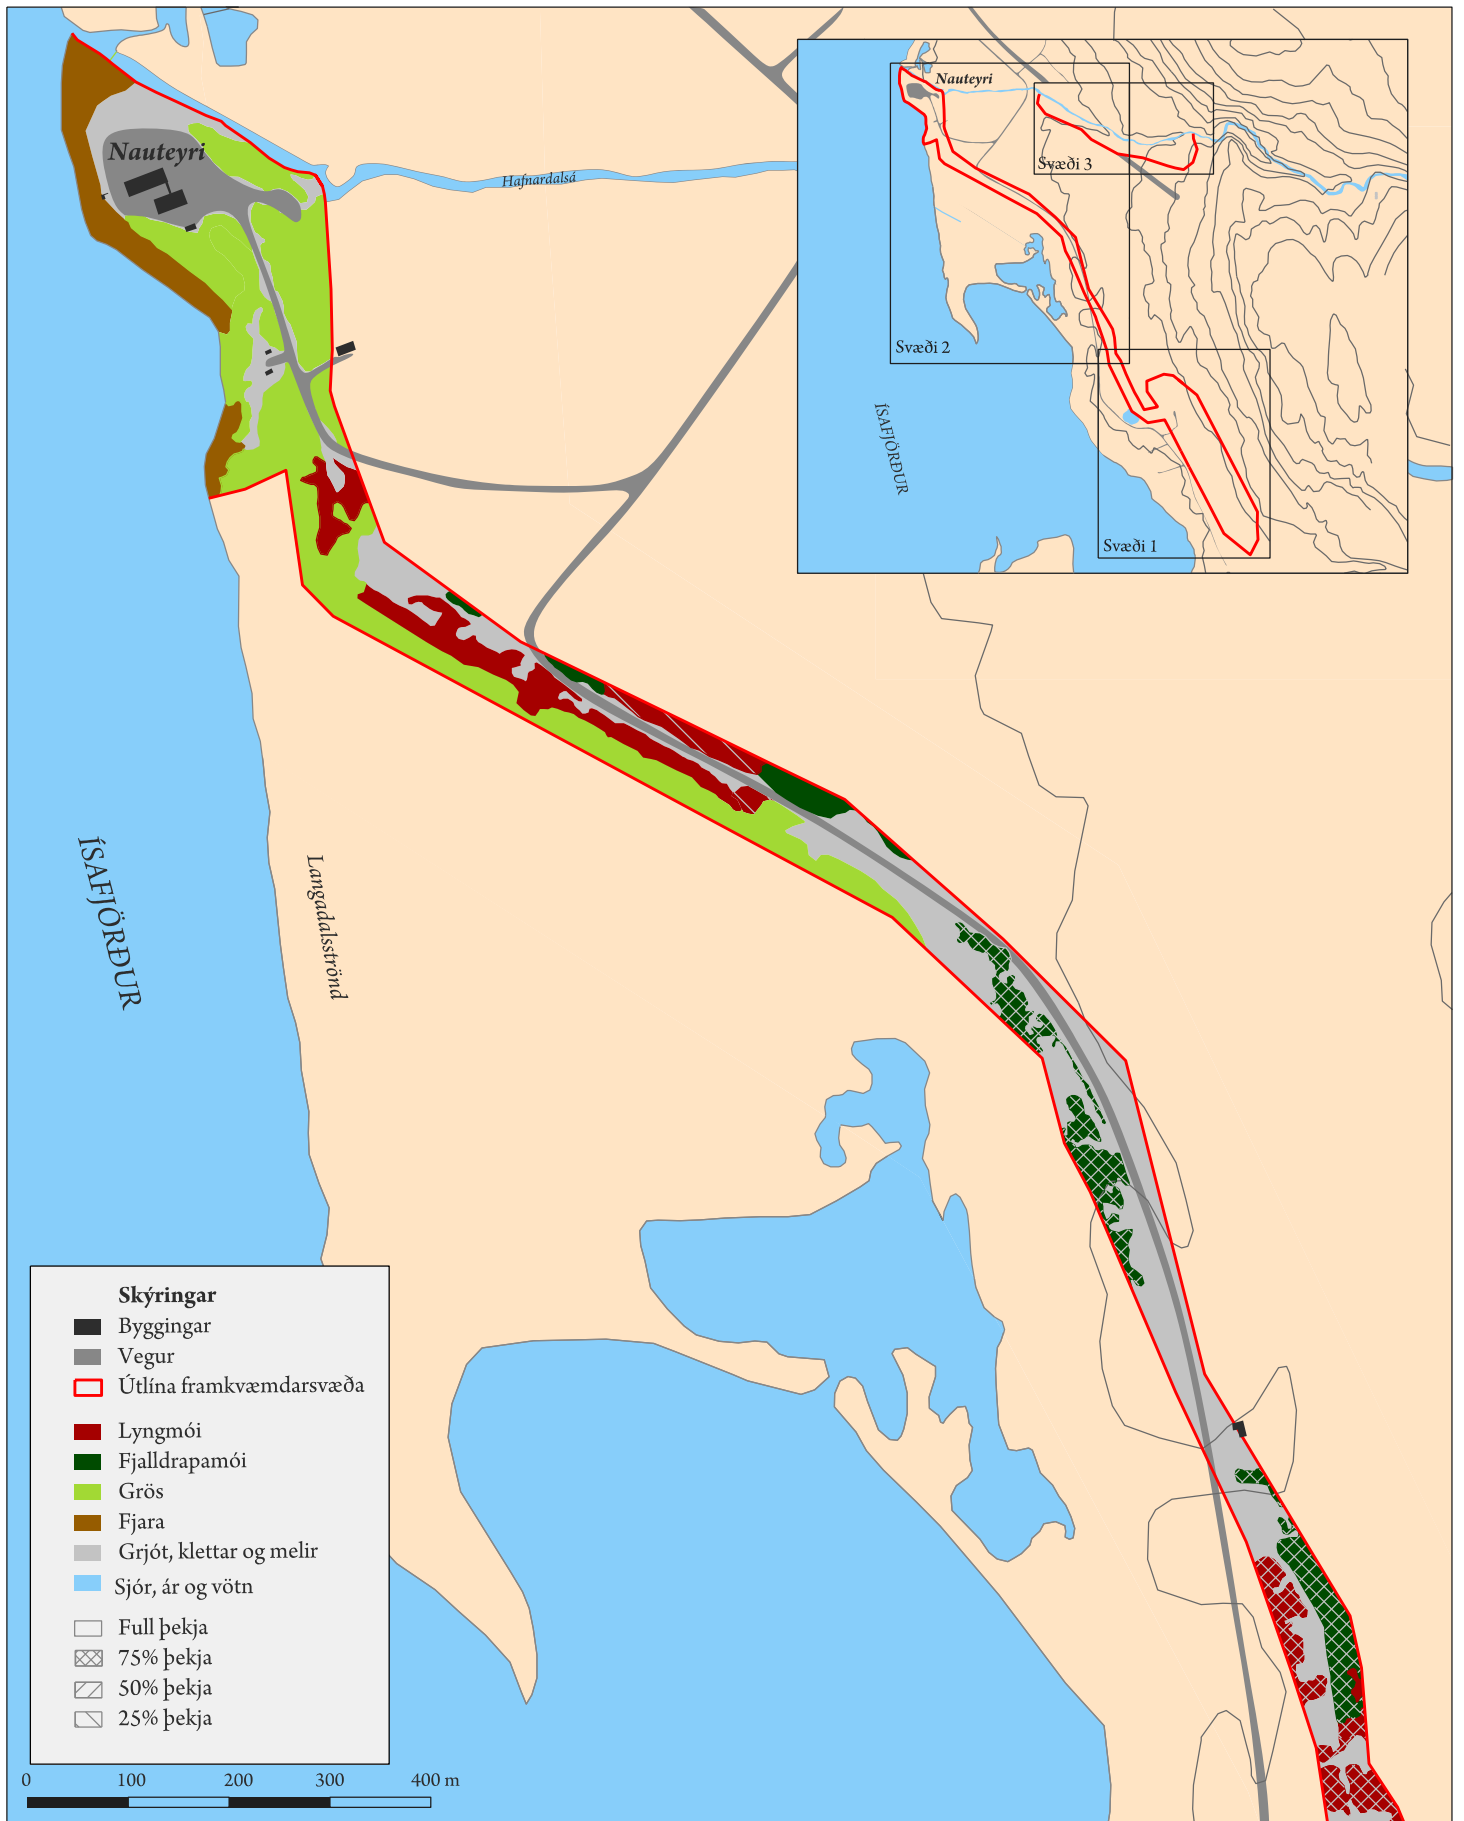 Nauteyri
Hafnardalsá
Nauteyri
Svæði 3
Svæði 2
ÍSAFJÖRÐUR
Svæði 1
ÍSAFJÖRÐUR
Langadalsströnd
Skýringar
Byggingar
Vegur
Útlína framkvæmdarsvæða
Lyngmói
Fjalldrapamói
Grös
Fjara
Grjót, klettar og melir
Sjór, ár og vötn
Full þekja
75% þekja
50% þekja
25% þekja
0 100 200 300 400 m